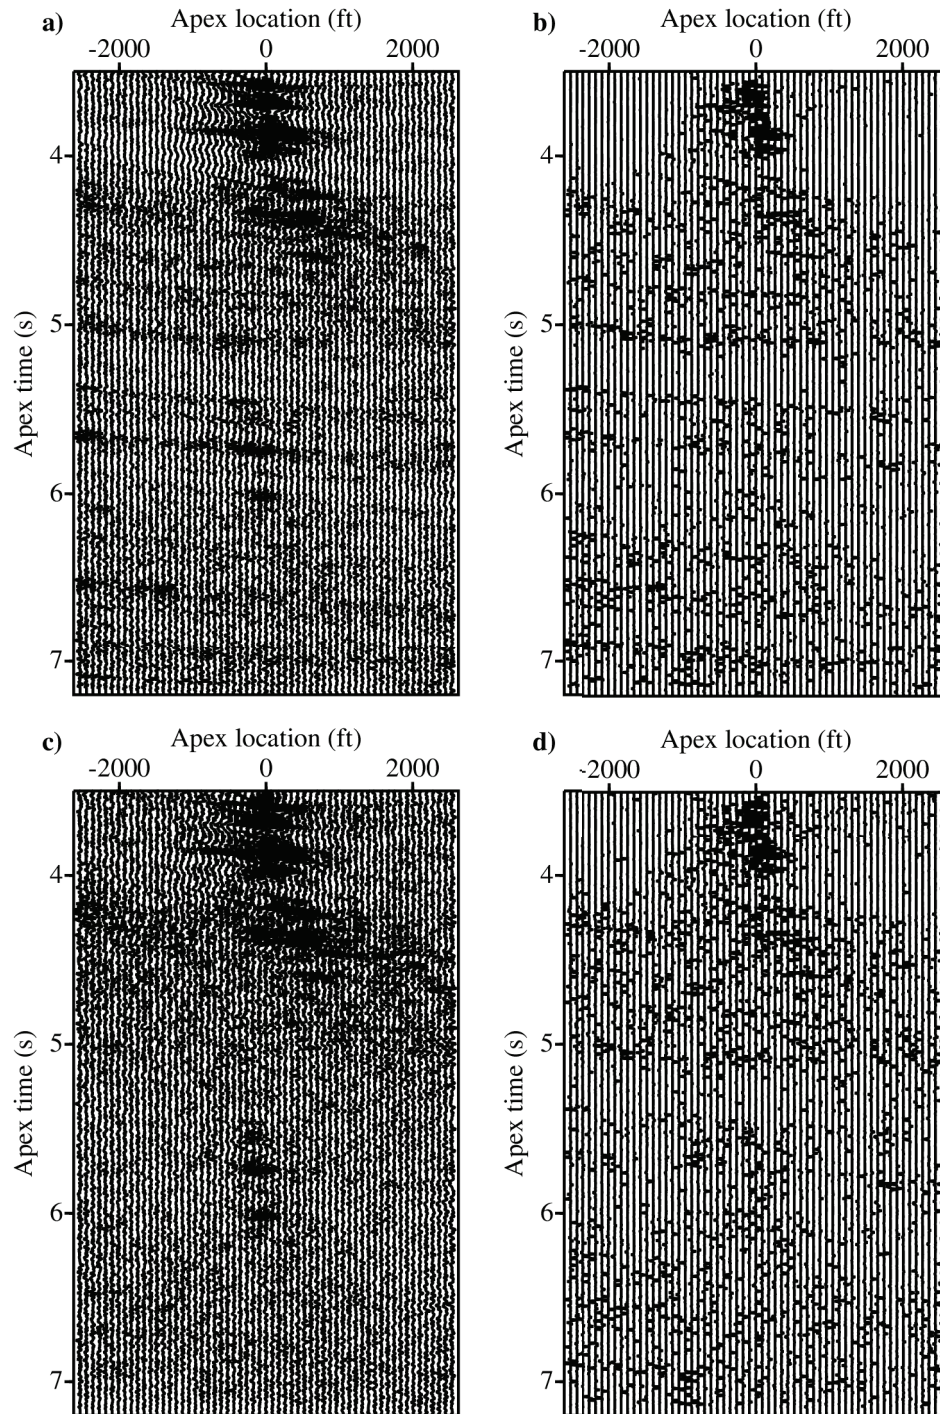 a) Apex location (ft)
-2000 0 2000
Apex time (s)
4
5
6
7
b) Apex location (ft)
-2000 0 2000
Apex time (s)
4
5
6
7
c) Apex location (ft)
-2000 0 2000
Apex time (s)
4
5
6
7
d) Apex location (ft)
-2000 0 2000
Apex time (s)
4
5
6
7